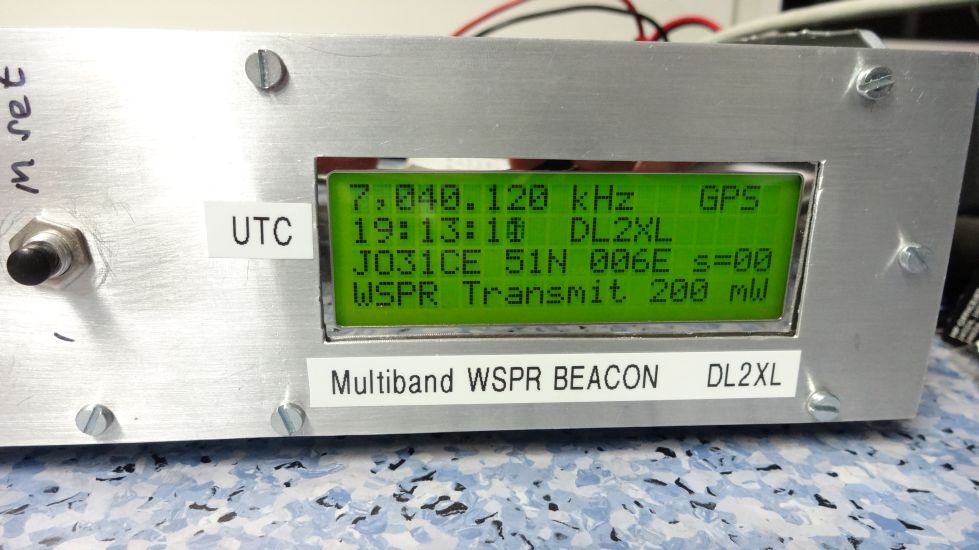 M set
UTC
7,040.120 kHz GPS
19:13:10 DL2XL
JO31CE 51N 006E s=00
WSPR Transmit 200 mW
Multiband WSPR BEACON DL2XL